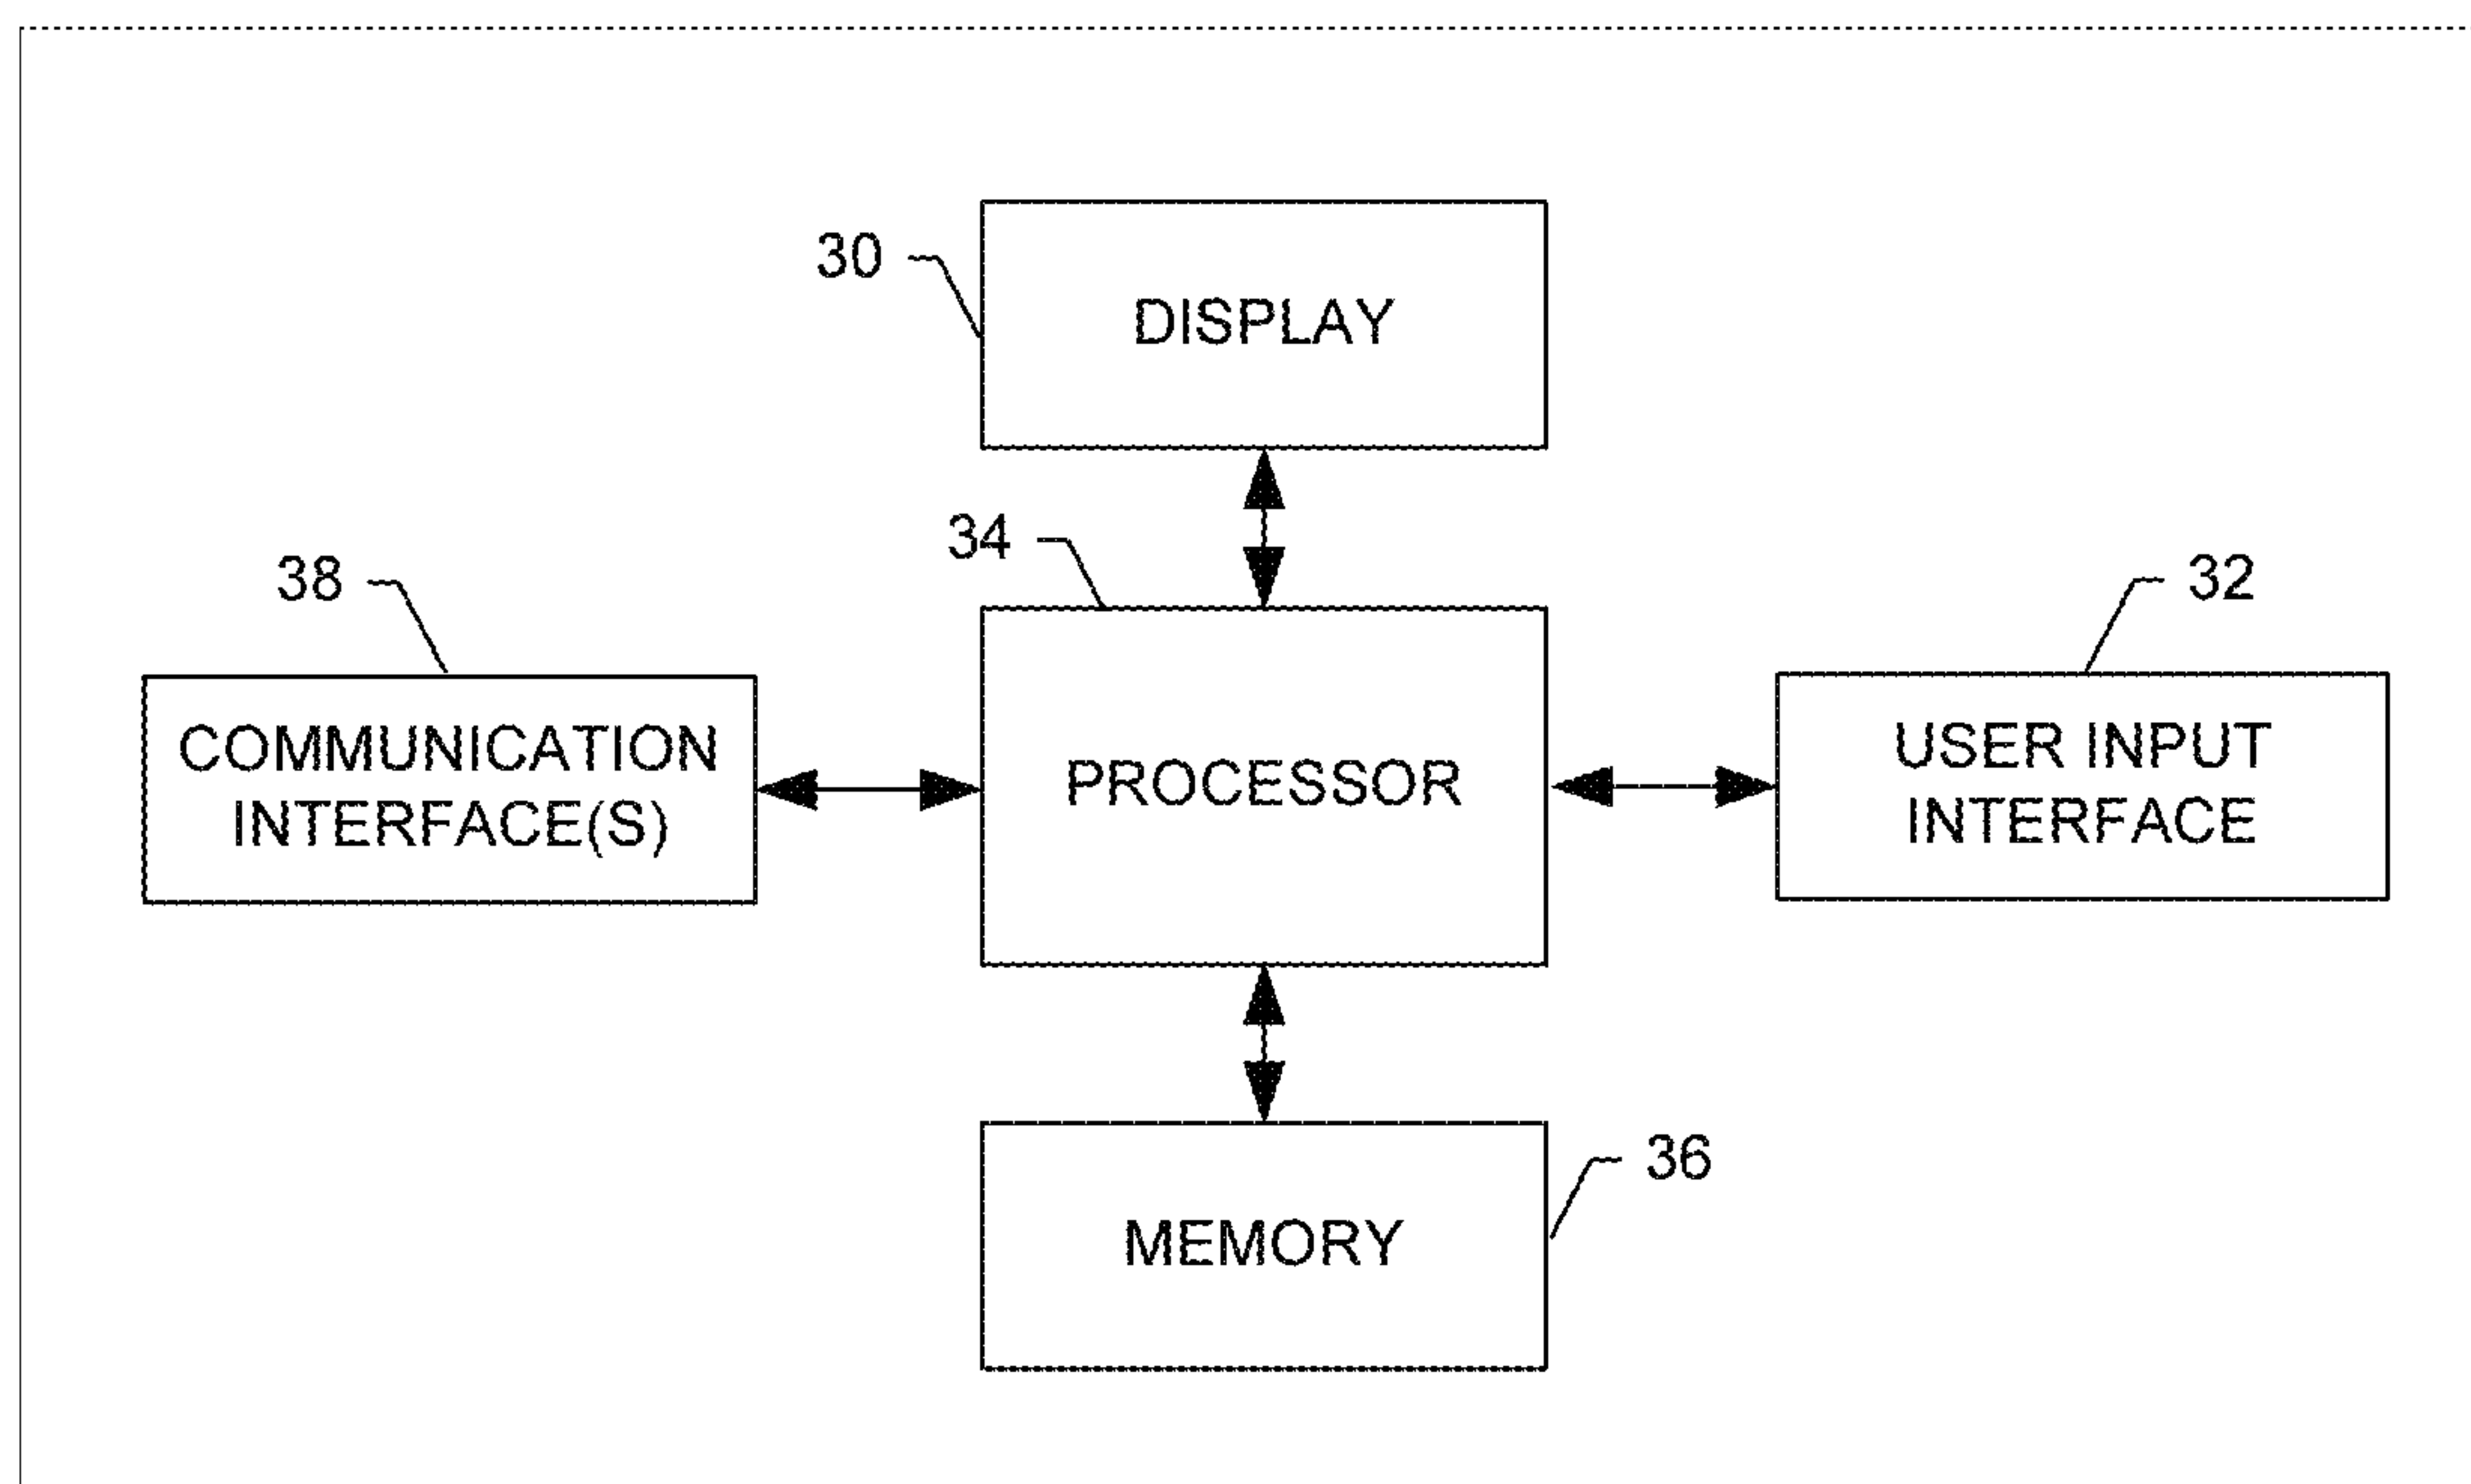 30
DISPLAY
34
38
32
COMMUNICATION
INTERFACE(S)
PROCESSOR
USER INPUT
INTERFACE
36
MEMORY